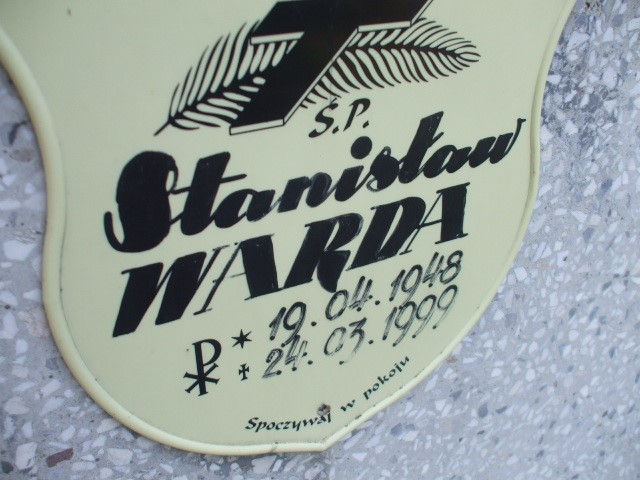 Ś.P.
Stanisław
WARDA
* 19.04.1948
✝ 24.03.1999
Spoczywaj w pokoju